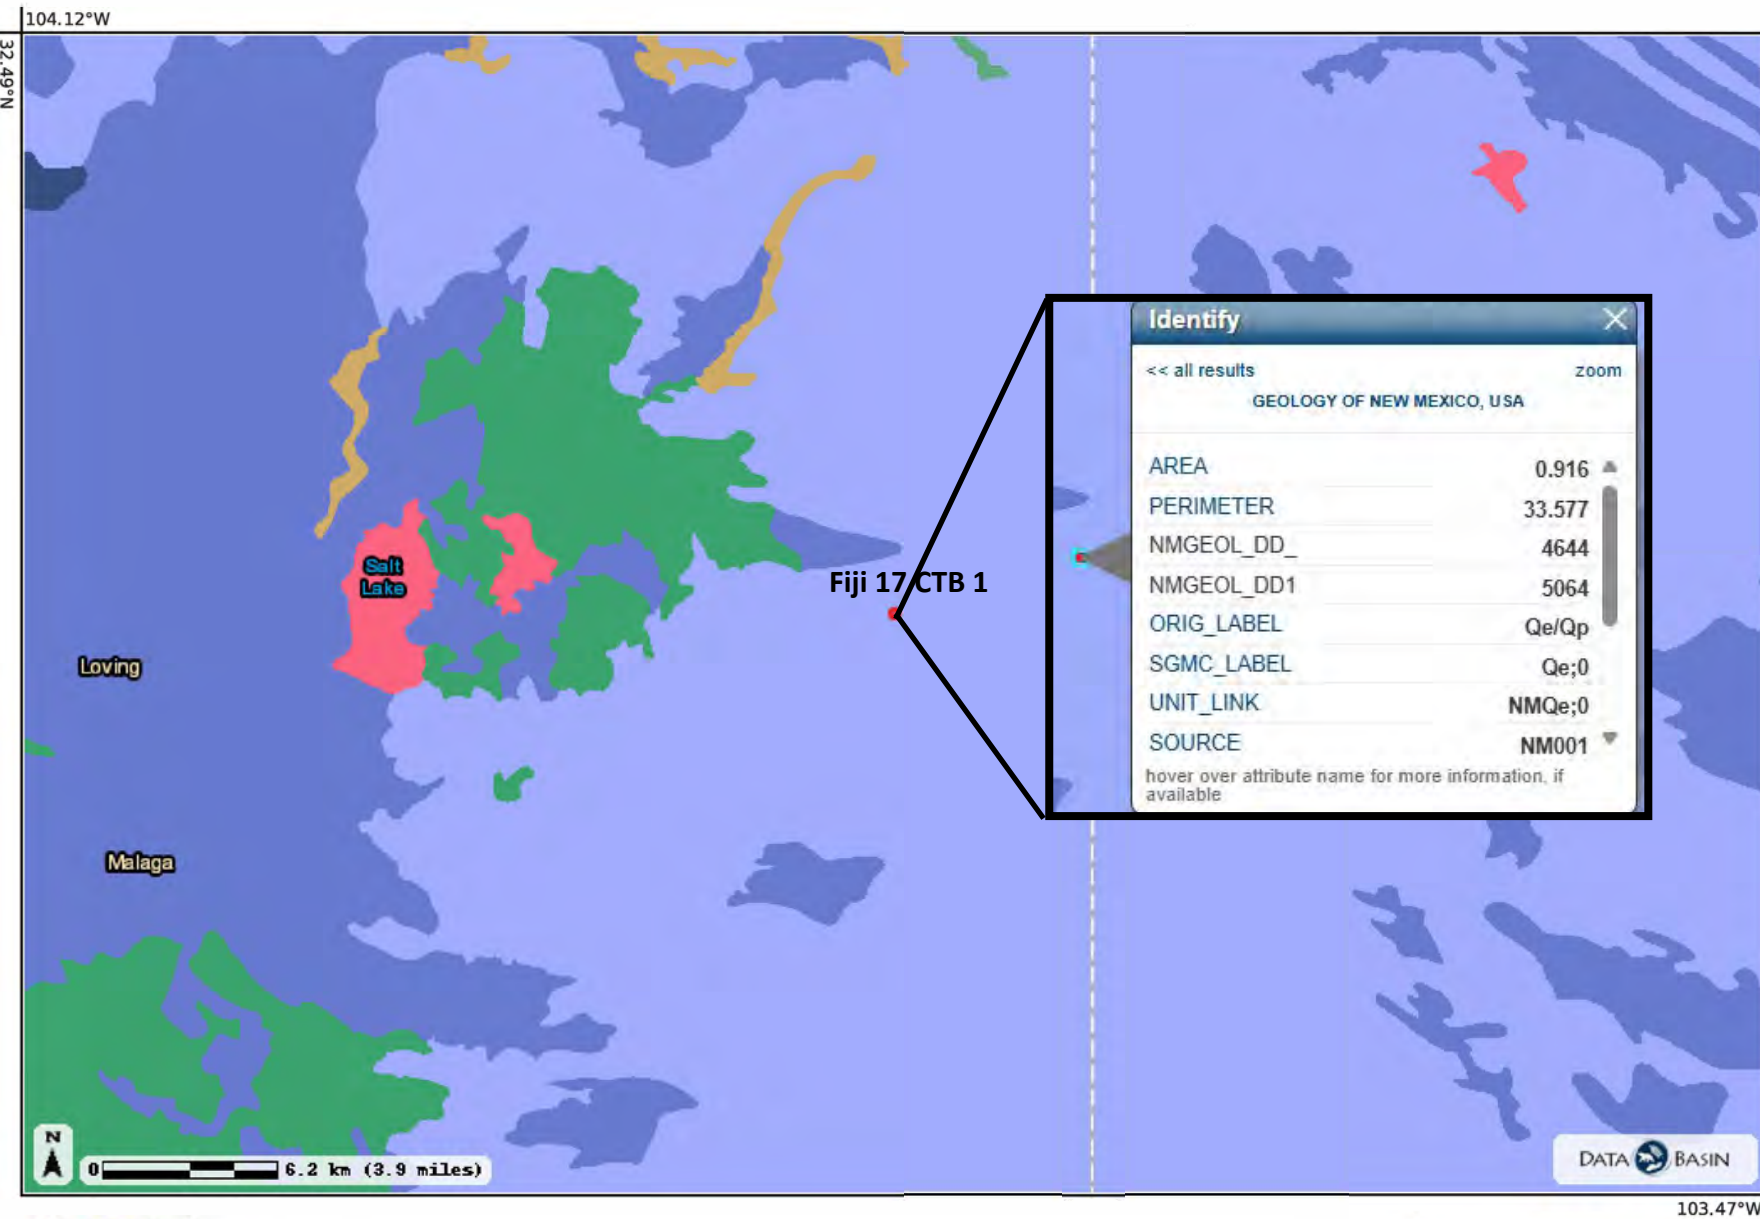 104.12°W
32.49°N
Identify
<< all results zoom
GEOLOGY OF NEW MEXICO, USA
AREA 0.916
PERIMETER 33.577
NMGEOL_DD_ 4644
NMGEOL_DD1 5064
ORIG_LABEL Qe/Qp
SGMC_LABEL Qe;0
UNIT_LINK NMQe;0
SOURCE NM001
hover over attribute name for more information, if
available
Salt
Lake
Fiji 17 CTB 1
Loving
Malaga
N
0 6.2 km (3.9 miles)
DATA BASIN
103.47°W